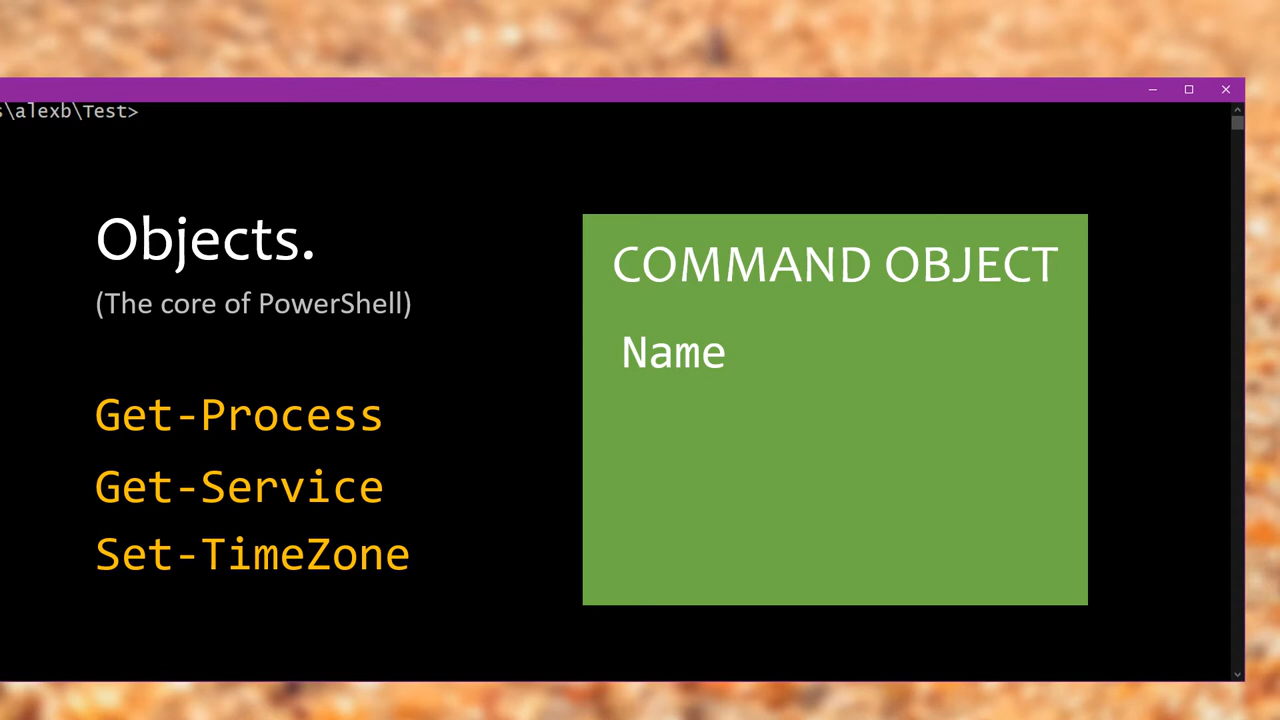 s\alexb\Test>
Objects.
(The core of PowerShell)
Get-Process
Get-Service
Set-TimeZone
COMMAND OBJECT
Name